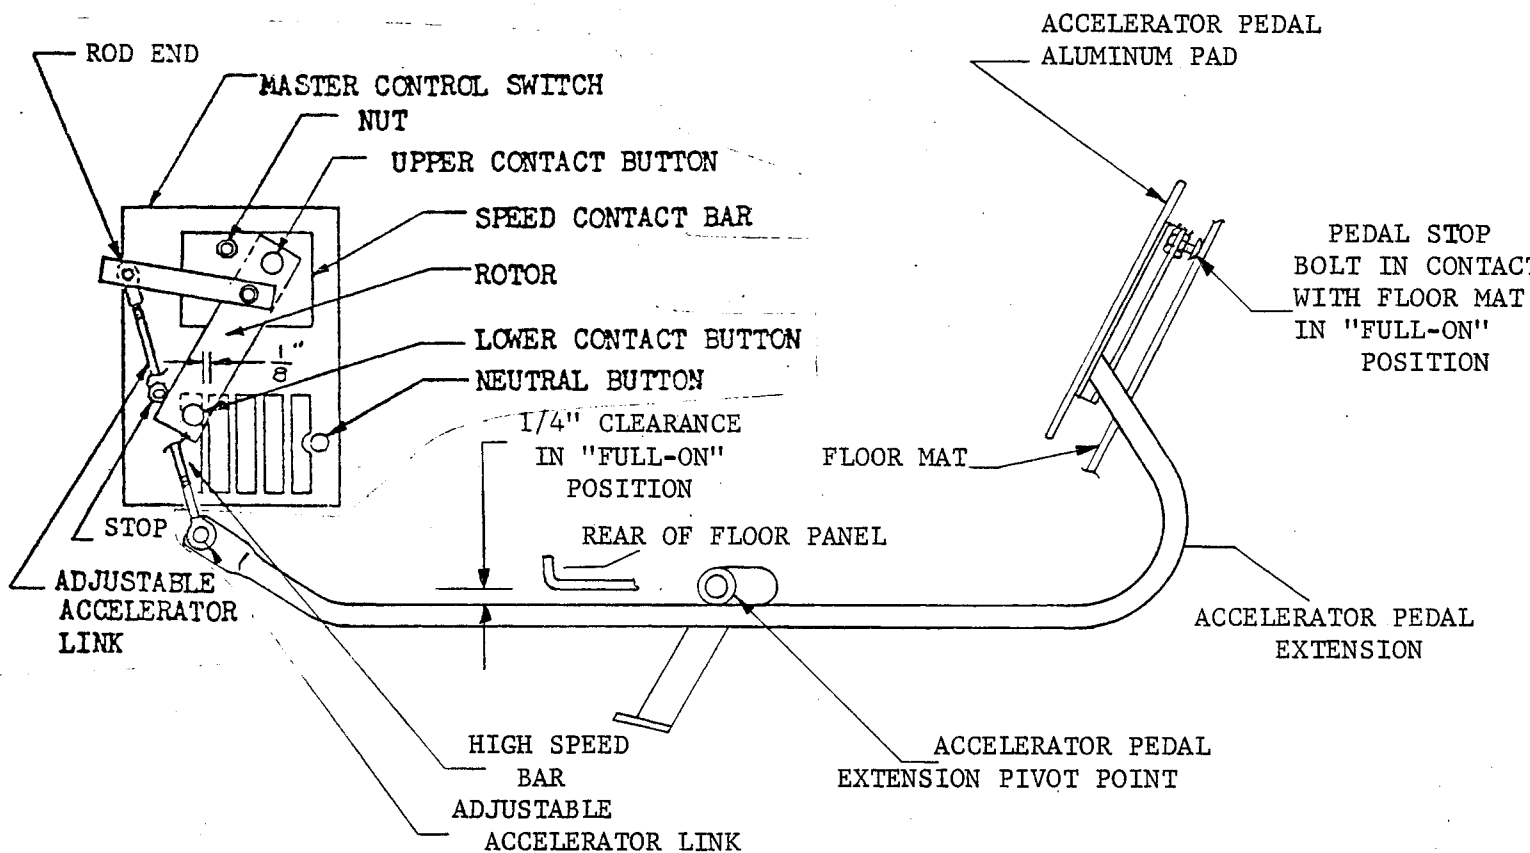 ACCELERATOR PEDAL
ALUMINUM PAD
ROD END
MASTER CONTROL SWITCH
NUT
UPPER CONTACT BUTTON
SPEED CONTACT BAR
ROTOR
LOWER CONTACT BUTTON
1/8"
NEUTRAL BUTTON
PEDAL STOP
BOLT IN CONTACT
WITH FLOOR MAT
IN "FULL-ON"
POSITION
1/4" CLEARANCE
IN "FULL-ON"
POSITION
FLOOR MAT
STOP
REAR OF FLOOR PANEL
ADJUSTABLE
ACCELERATOR
LINK
ACCELERATOR PEDAL
EXTENSION
HIGH SPEED
BAR
ADJUSTABLE
ACCELERATOR LINK
ACCELERATOR PEDAL
EXTENSION PIVOT POINT